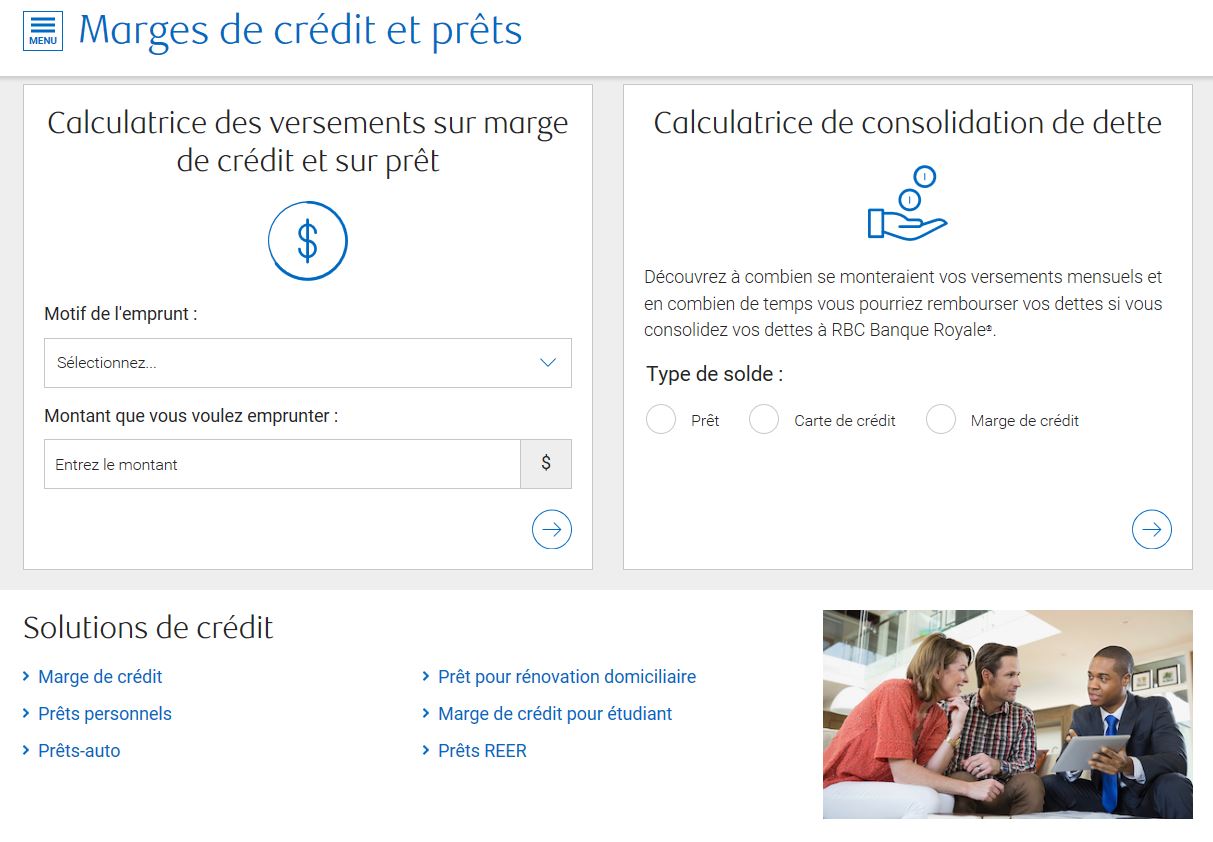 MENU
Marges de crédit et prêts
Calculatrice des versements sur marge
de crédit et sur prêt
$
Motif de l'emprunt :
Sélectionnez...
Montant que vous voulez emprunter :
Entrez le montant
$
Calculatrice de consolidation de dette
Découvrez à combien se monteraient vos versements mensuels et
en combien de temps vous pourriez rembourser vos dettes si vous
consolidez vos dettes à RBC Banque Royale®.
Type de solde :
Prêt
Carte de crédit
Marge de crédit
Solutions de crédit
Marge de crédit
Prêts personnels
Prêts-auto
Prêt pour rénovation domiciliaire
Marge de crédit pour étudiant
Prêts REER